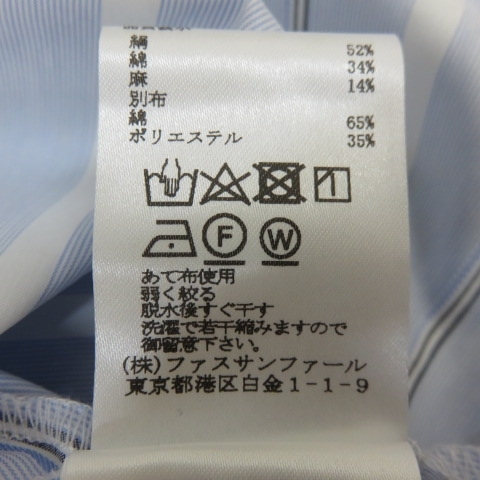 絹 52%
綿 34%
麻 14%
別布
綿 65%
ポリエステル 35%
F W
あて布使用
弱く絞る
脱水後すぐ干す
洗濯で若干縮みますので
御留意下さい。
(株)ファスサンファール
東京都港区白金1-1-9